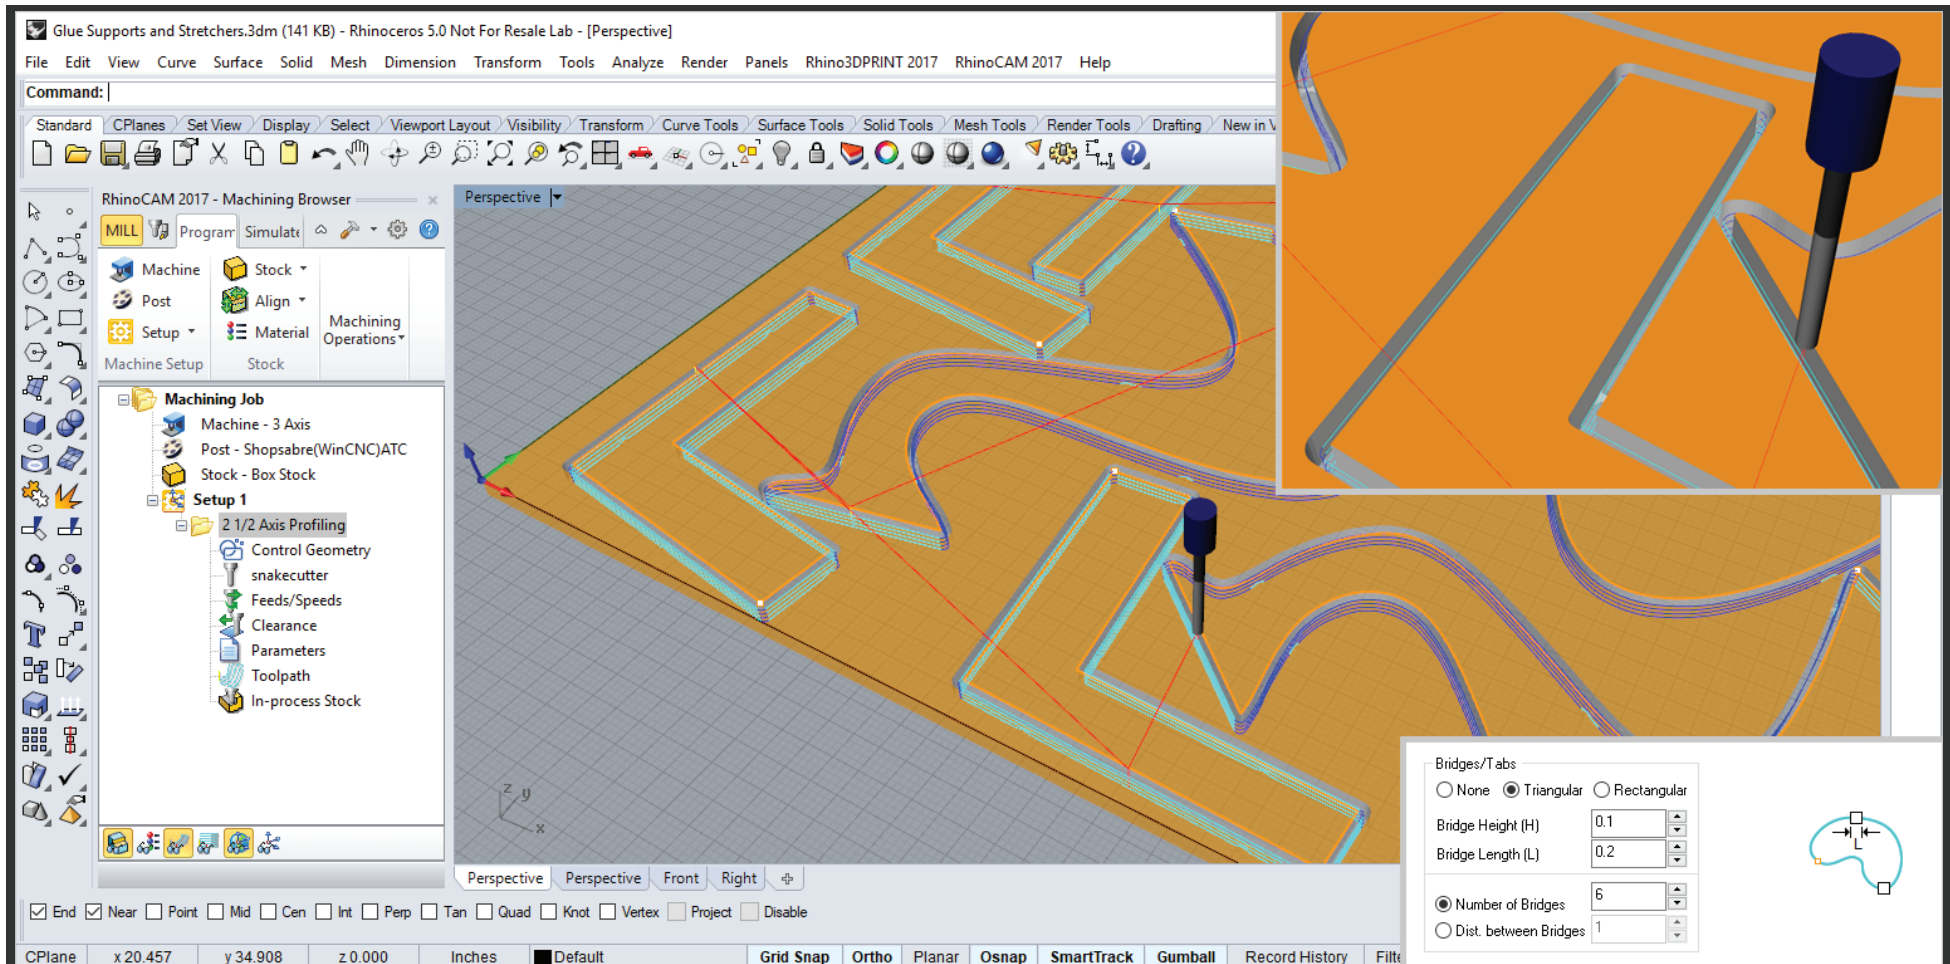 Glue Supports and Stretchers.3dm (141 KB) - Rhinoceros 5.0 Not For Resale Lab - [Perspective]
File Edit View Curve Surface Solid Mesh Dimension Transform Tools Analyze Render Panels Rhino3DPRINT 2017 RhinoCAM 2017 Help
Command:
Standard CPlanes Set View Display Select Viewport Layout Visibility Transform Curve Tools Surface Tools Solid Tools Mesh Tools Render Tools Drafting New in V
RhinoCAM 2017 - Machining Browser
MILL Program Simulate
Machine Stock
Post Align
Setup Material
Machining Operations
Machine Setup Stock
Machining Job
Machine - 3 Axis
Post - Shopsabre(WinCNC)ATC
Stock - Box Stock
Setup 1
2 1/2 Axis Profiling
Control Geometry
snakecutter
Feeds/Speeds
Clearance
Parameters
Toolpath
In-process Stock
Perspective
z y
x
Bridges/Tabs
None Triangular Rectangular
Bridge Height (H) 0.1
Bridge Length (L) 0.2
L
Number of Bridges 6
Dist. between Bridges 1
Perspective Perspective Front Right
End Near Point Mid Cen Int Perp Tan Quad Knot Vertex Project Disable
CPlane x 20.457 y 34.908 z 0.000 Inches Default Grid Snap Ortho Planar Osnap SmartTrack Gumball Record History Filte